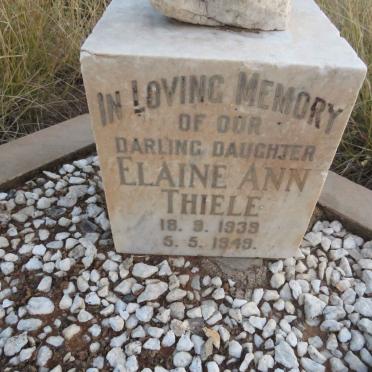 IN LOVING MEMORY
OF OUR
DARLING DAUGHTER
ELAINE ANN
THIELE
18. 9. 1939
5. 5. 1949.